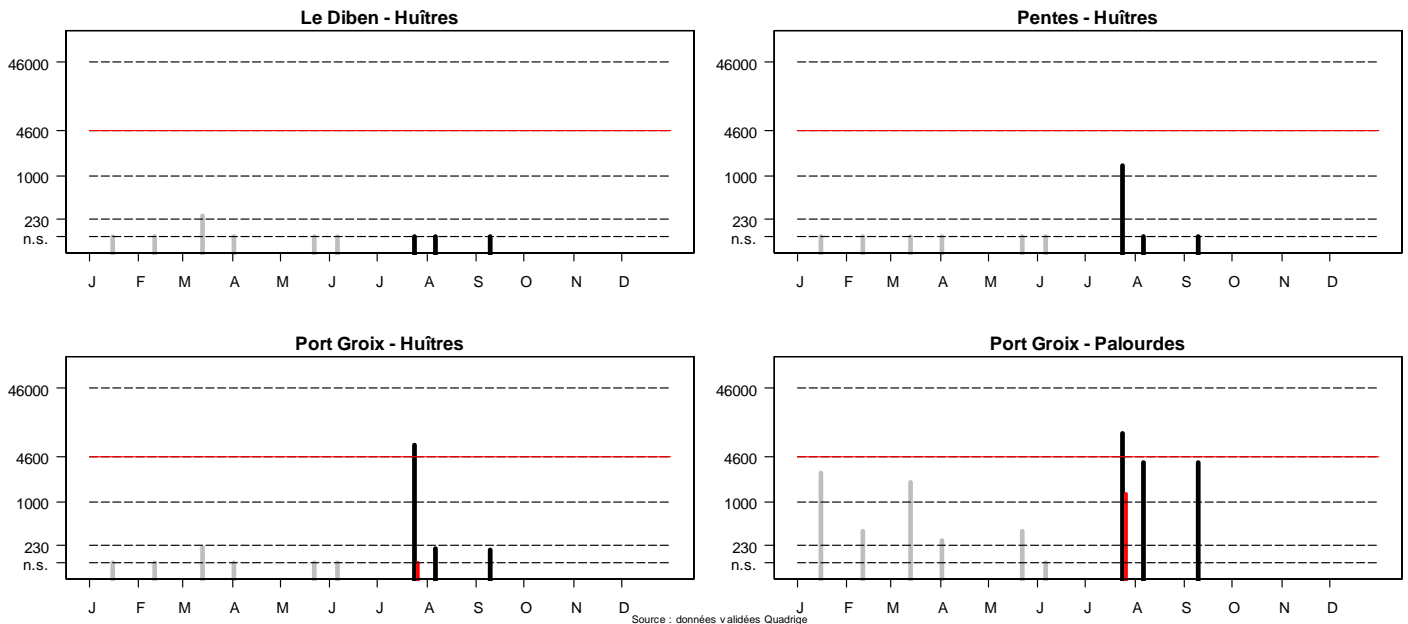 Le Diben - Huîtres
46000
4600
1000
230
n.s.
J F M A M J J A S O N D
Pentes - Huîtres
46000
4600
1000
230
n.s.
J F M A M J J A S O N D
Port Groix - Huîtres
46000
4600
1000
230
n.s.
J F M A M J J A S O N D
Port Groix - Palourdes
46000
4600
1000
230
n.s.
J F M A M J J A S O N D
Source : données validées Quadrige